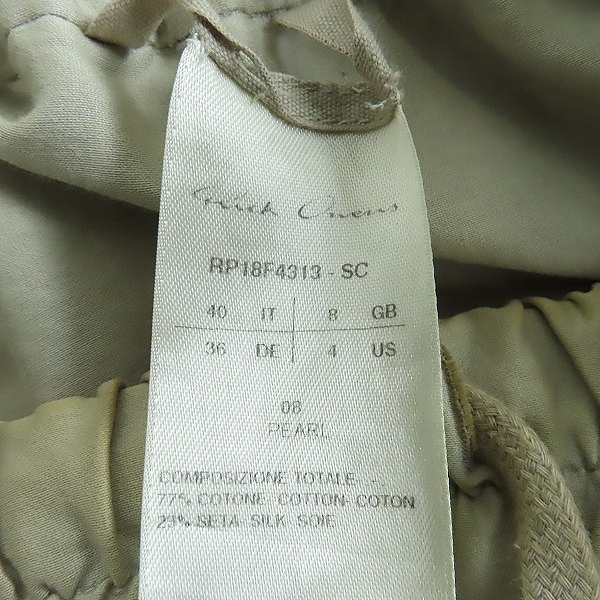 Rick Owens
RP18F4313 - SC
40 IT 8 GB
36 DE 4 US
08
PEARL
COMPOSIZIONE TOTALE - -
77% COTONE- COTTON- COTON
23% SETA- SILK- SOIE